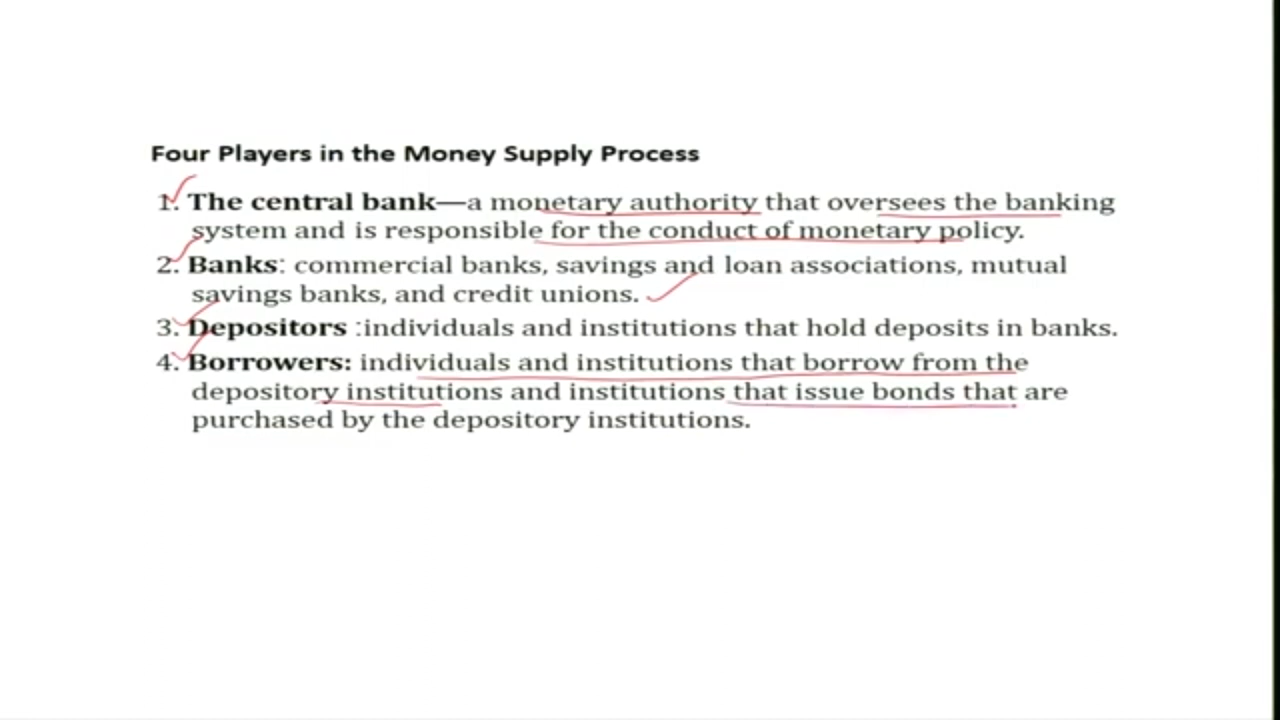 Four Players in the Money Supply Process
1. The central bank—a monetary authority that oversees the banking
system and is responsible for the conduct of monetary policy.
2. Banks: commercial banks, savings and loan associations, mutual
savings banks, and credit unions.
3. Depositors :individuals and institutions that hold deposits in banks.
4. Borrowers: individuals and institutions that borrow from the
depository institutions and institutions that issue bonds that are
purchased by the depository institutions.